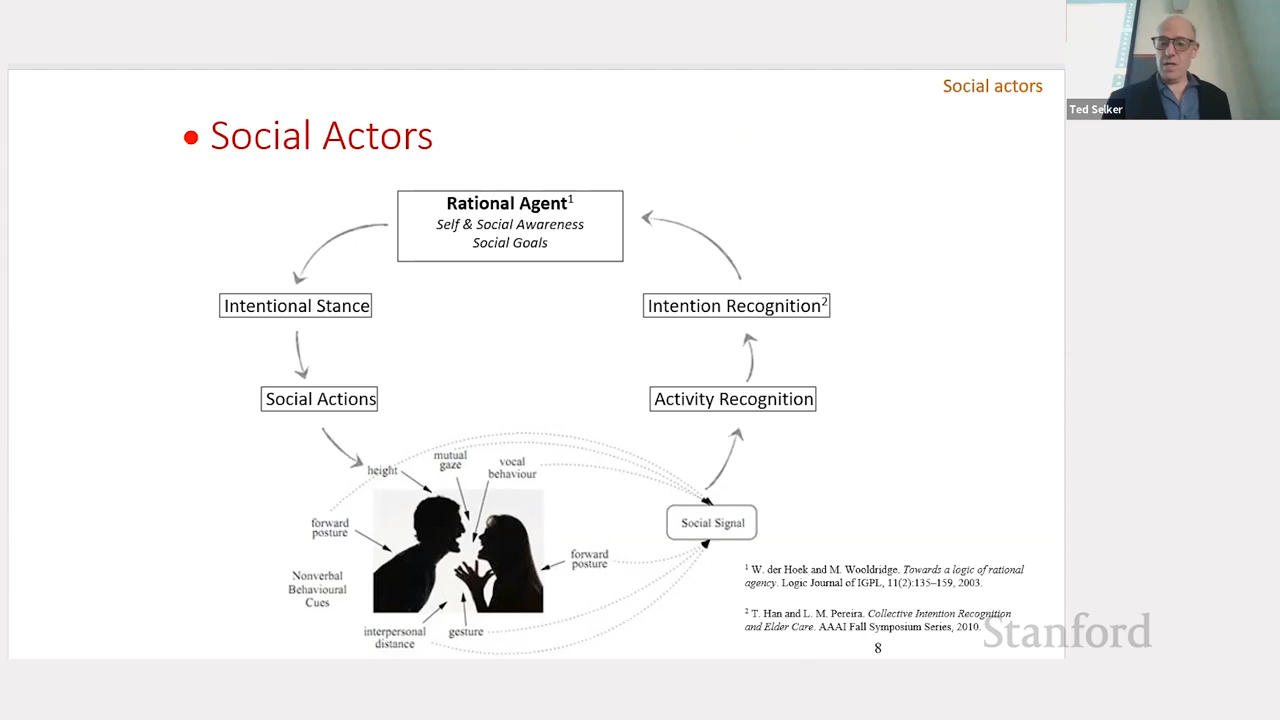 Social actors
Ted Selker
• Social Actors
Rational Agent1
Self & Social Awareness
Social Goals
Intentional Stance
Intention Recognition2
Social Actions
Activity Recognition
height
mutual
gaze
vocal
behaviour
forward
posture
Social Signal
forward
posture
Nonverbal
Behavioural
Cues
interpersonal
distance
gesture
1 W. der Hoek and M. Wooldridge. Towards a logic of rational
agency. Logic Journal of IGPL, 11(2):135–159, 2003.
2 T. Han and L. M. Pereira. Collective Intention Recognition
and Elder Care. AAAI Fall Symposium Series, 2010.
Stanford
8